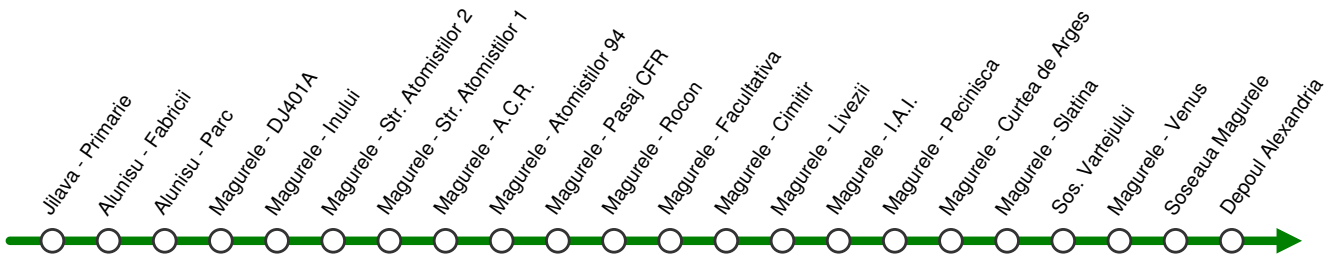 Jilava - Primarie
Alunisu - Fabricii
Alunisu - Parc
Magurele - DJ401A
Magurele - Inului
Magurele - Str. Atomistilor 2
Magurele - Str. Atomistilor 1
Magurele - A.C.R.
Magurele - Atomistilor 94
Magurele - Pasaj CFR
Magurele - Rocon
Magurele - Facultativa
Magurele - Cimitir
Magurele - Livezii
Magurele - I.A.I.
Magurele - Pecinisca
Magurele - Curtea de Arges
Magurele - Slatina
Sos. Vartejului
Magurele - Venus
Soseaua Magurele
Depoul Alexandria